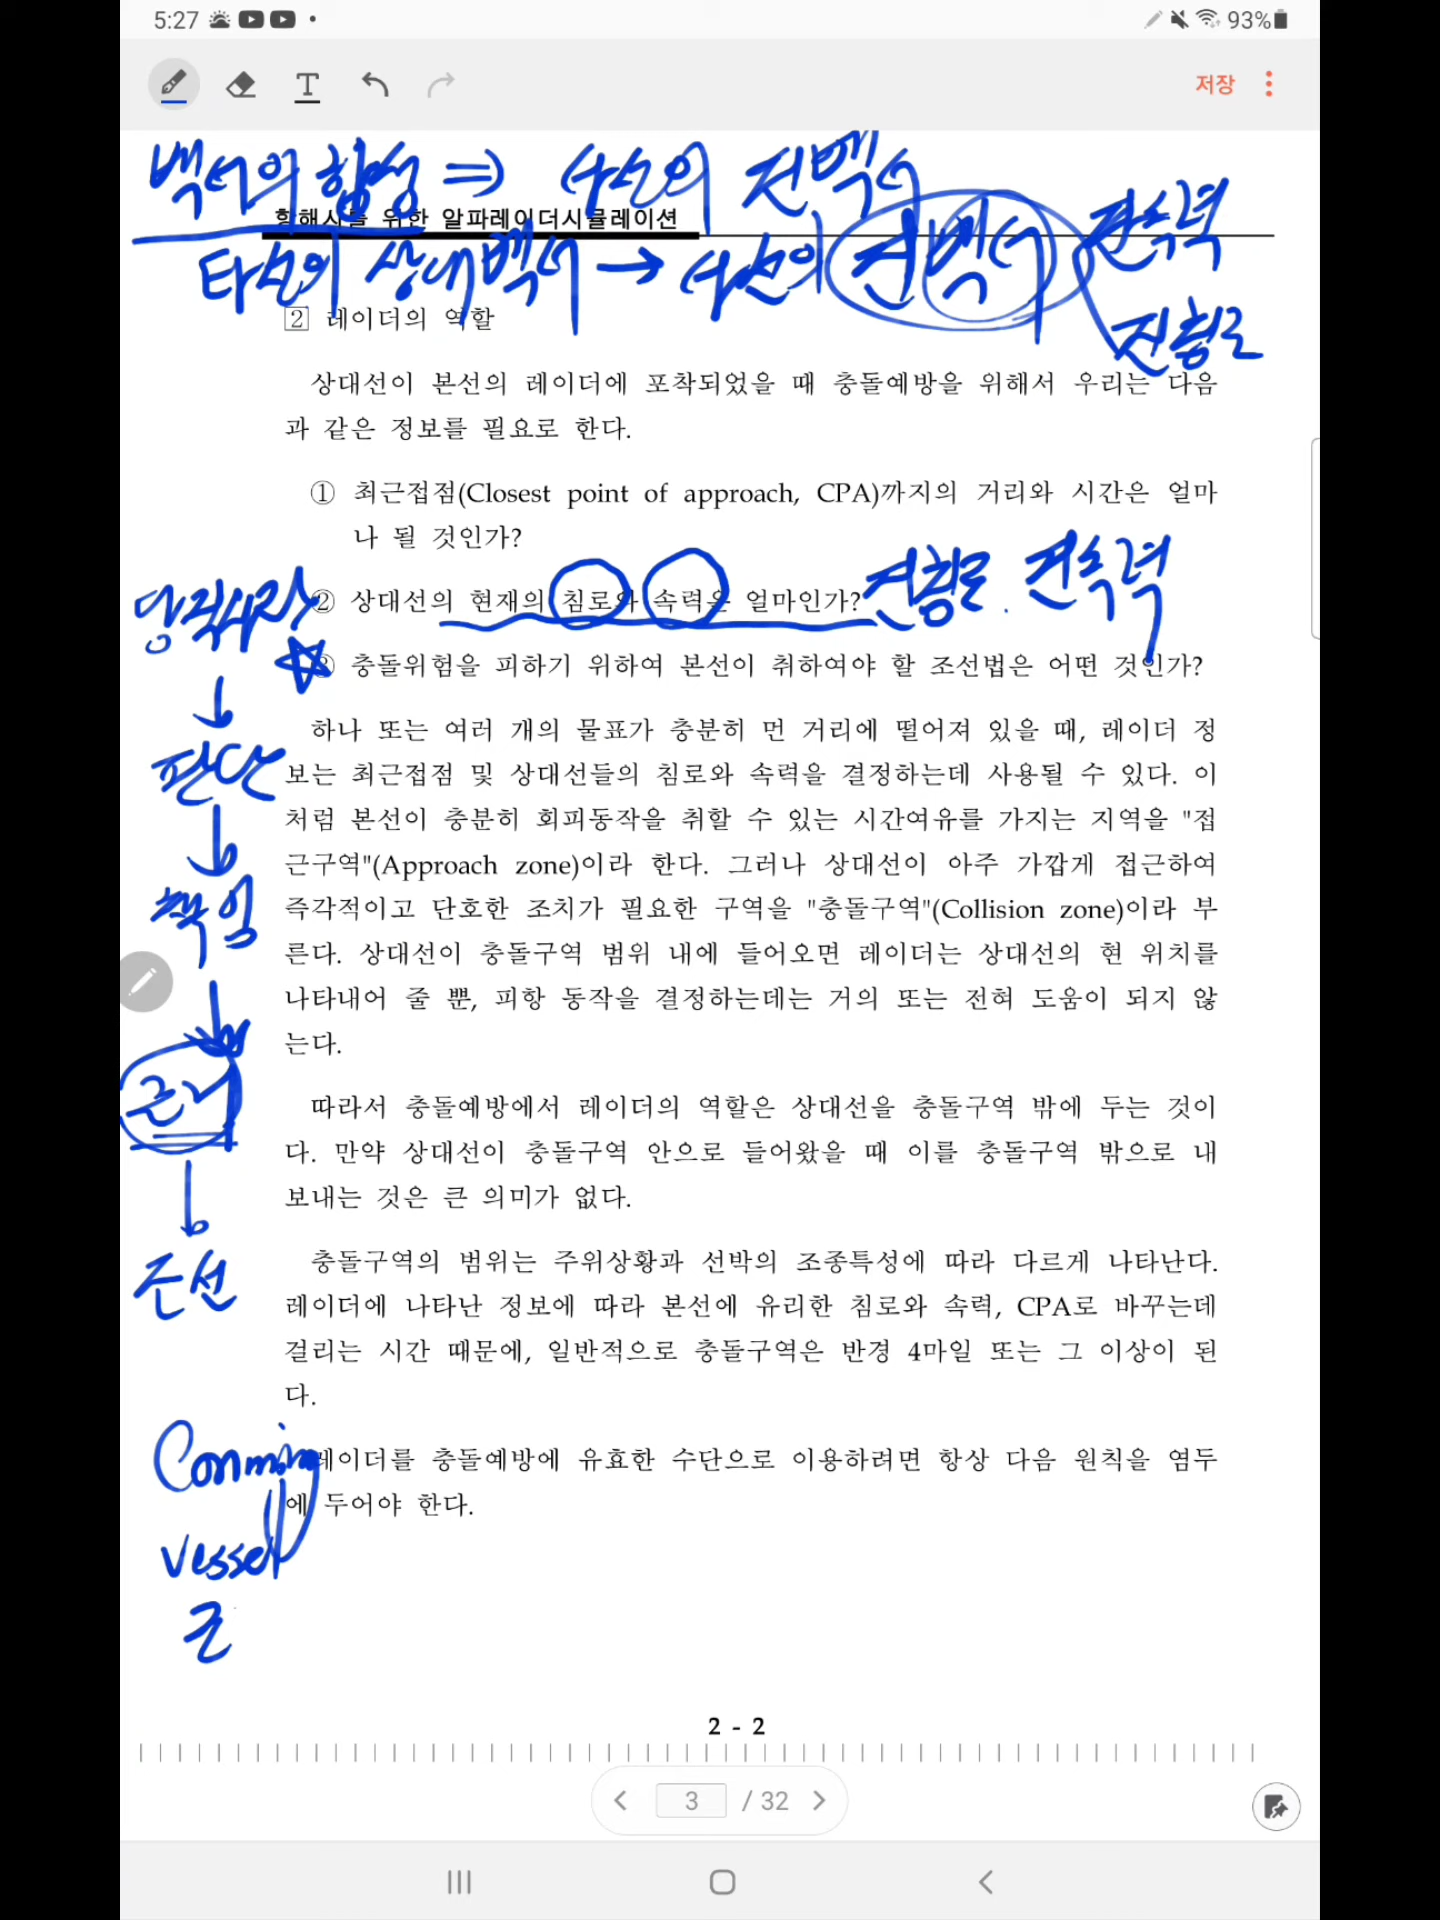 5:27
93%
저장
벡터의 합성 ⇒ 자선의 진벡터
항해사를 위한 알파레이더시뮬레이션
타선의 상대벡터 → 자선의 진벡터 진속력
진침로
2 레이더의 역할
상대선이 본선의 레이더에 포착되었을 때 충돌예방을 위해서 우리는 다음
과 같은 정보를 필요로 한다.
① 최근접점(Closest point of approach, CPA)까지의 거리와 시간은 얼마
나 될 것인가?
② 상대선의 현재의 침로와 속력은 얼마인가? 진침로. 진속력
당직사관
③ 충돌위험을 피하기 위하여 본선이 취하여야 할 조선법은 어떤 것인가?
하나 또는 여러 개의 물표가 충분히 먼 거리에 떨어져 있을 때, 레이더 정
판단
보는 최근접점 및 상대선들의 침로와 속력을 결정하는데 사용될 수 있다. 이
처럼 본선이 충분히 회피동작을 취할 수 있는 시간여유를 가지는 지역을 "접
근구역"(Approach zone)이라 한다. 그러나 상대선이 아주 가깝게 접근하여
책임
즉각적이고 단호한 조치가 필요한 구역을 "충돌구역"(Collision zone)이라 부
른다. 상대선이 충돌구역 범위 내에 들어오면 레이더는 상대선의 현 위치를
나타내어 줄 뿐, 피항 동작을 결정하는데는 거의 또는 전혀 도움이 되지 않
는다.
따라서 충돌예방에서 레이더의 역할은 상대선을 충돌구역 밖에 두는 것이
다. 만약 상대선이 충돌구역 안으로 들어왔을 때 이를 충돌구역 밖으로 내
보내는 것은 큰 의미가 없다.
충돌구역의 범위는 주위상황과 선박의 조종특성에 따라 다르게 나타난다.
조선
레이더에 나타난 정보에 따라 본선에 유리한 침로와 속력, CPA로 바꾸는데
걸리는 시간 때문에, 일반적으로 충돌구역은 반경 4마일 또는 그 이상이 된
다.
Conning
레이더를 충돌예방에 유효한 수단으로 이용하려면 항상 다음 원칙을 염두
에 두어야 한다.
vessel
2 - 2
3 / 32